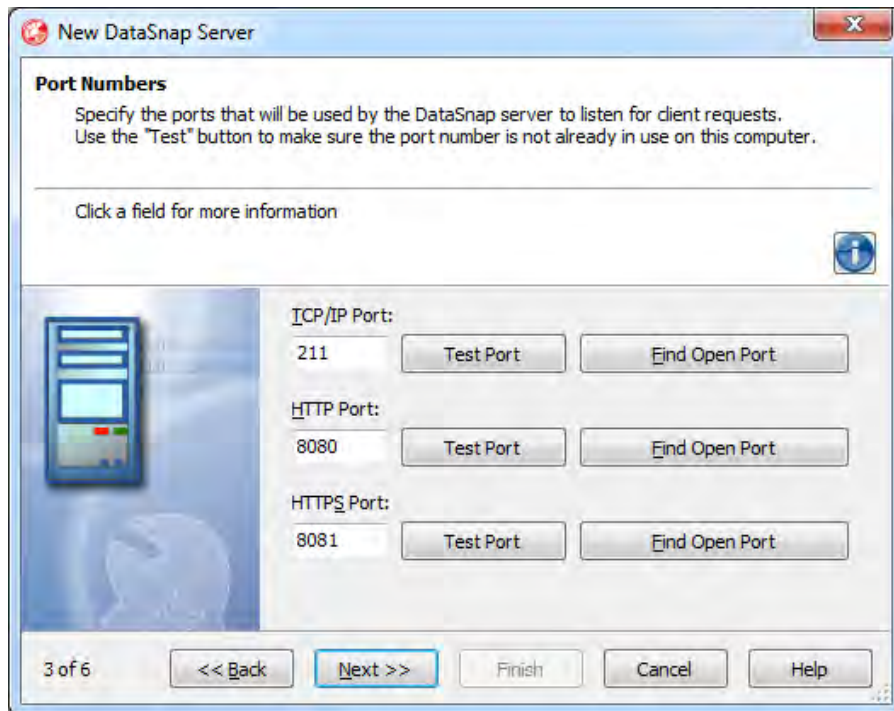 New DataSnap Server
Port Numbers
Specify the ports that will be used by the DataSnap server to listen for client requests.
Use the "Test" button to make sure the port number is not already in use on this computer.
Click a field for more information
TCP/IP Port:
211 Test Port Find Open Port
HTTP Port:
8080 Test Port Find Open Port
HTTPS Port:
8081 Test Port Find Open Port
3 of 6 << Back Next >> Finish Cancel Help